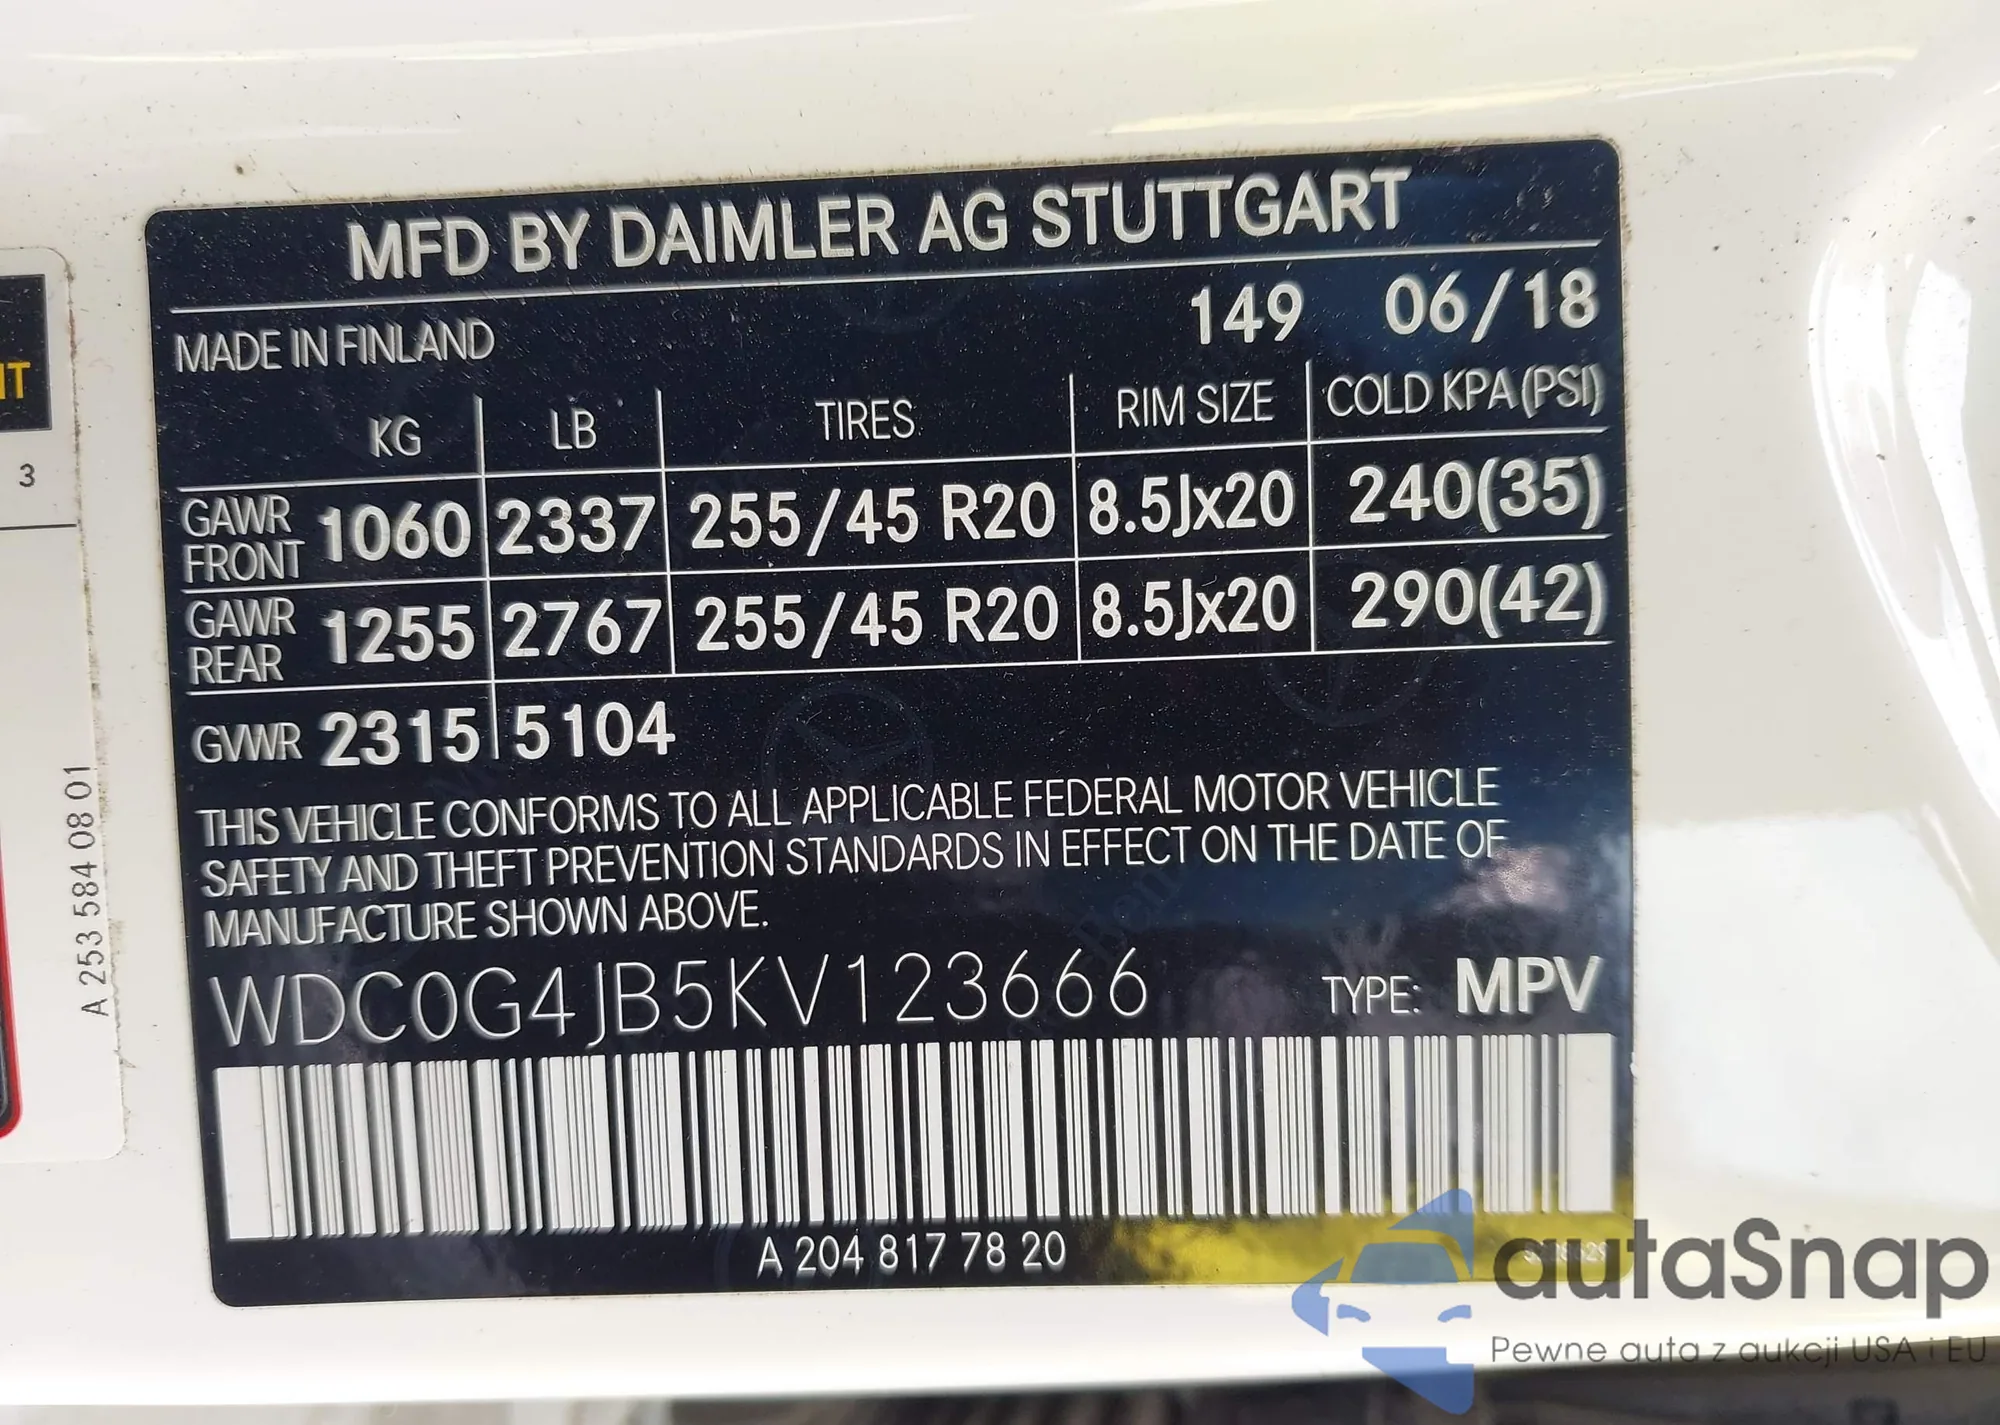 MFD BY DAIMLER AG STUTTGART
MADE IN FINLAND 149 06/18
KG LB TIRES RIM SIZE COLD KPA(PSI)
GAWR FRONT 1060 2337 255/45 R20 8.5Jx20 240(35)
GAWR REAR 1255 2767 255/45 R20 8.5Jx20 290(42)
GVWR 2315 5104
THIS VEHICLE CONFORMS TO ALL APPLICABLE FEDERAL MOTOR VEHICLE
SAFETY AND THEFT PREVENTION STANDARDS IN EFFECT ON THE DATE OF
MANUFACTURE SHOWN ABOVE.
WDC0G4JB5KV123666 TYPE: MPV
A 204 817 78 20
IT
3
A 253 584 08 01
autaSnap
Pewne auta z aukcji USA i EU